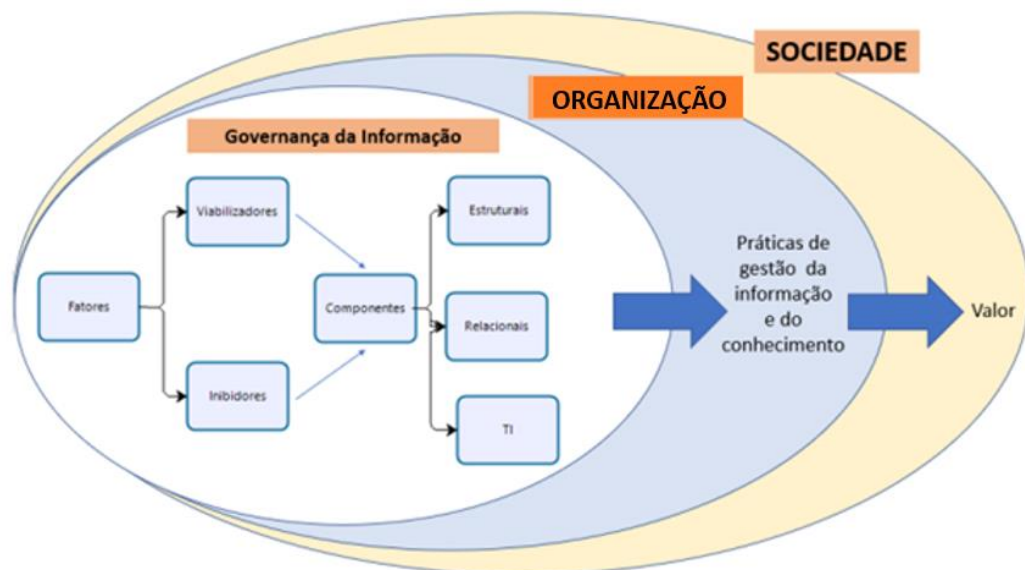 SOCIEDADE
ORGANIZAÇÃO
Governança da Informação
Viabilizadores
Estruturais
Fatores
Componentes
Relacionais
Inibidores
TI
Práticas de
gestão da
informação
e do
conhecimento
Valor